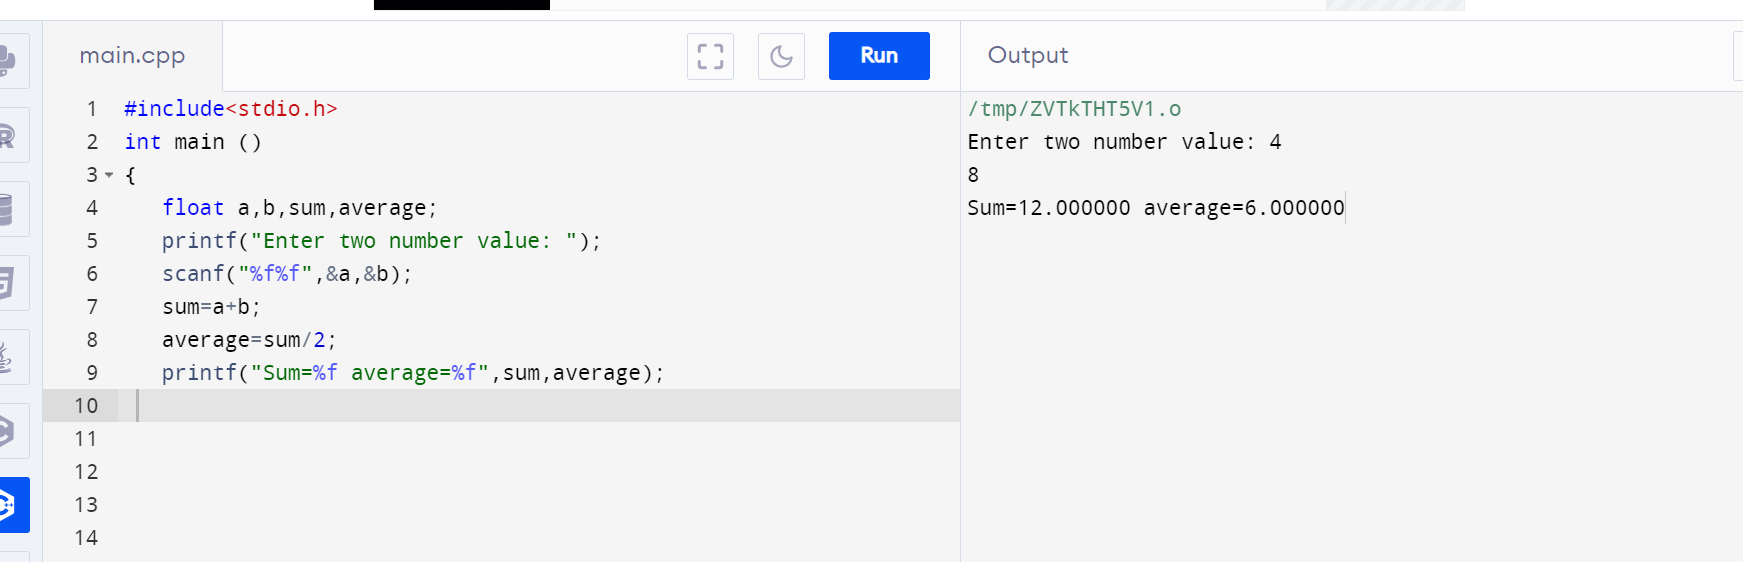 main.cpp
Run
Output
1 #include<stdio.h>
2 int main ()
3 {
4 float a,b,sum,average;
5 printf("Enter two number value: ");
6 scanf("%f%f",&a,&b);
7 sum=a+b;
8 average=sum/2;
9 printf("Sum=%f average=%f",sum,average);
10
11
12
13
14
/tmp/ZVTkTHT5V1.o
Enter two number value: 4
8
Sum=12.000000 average=6.000000